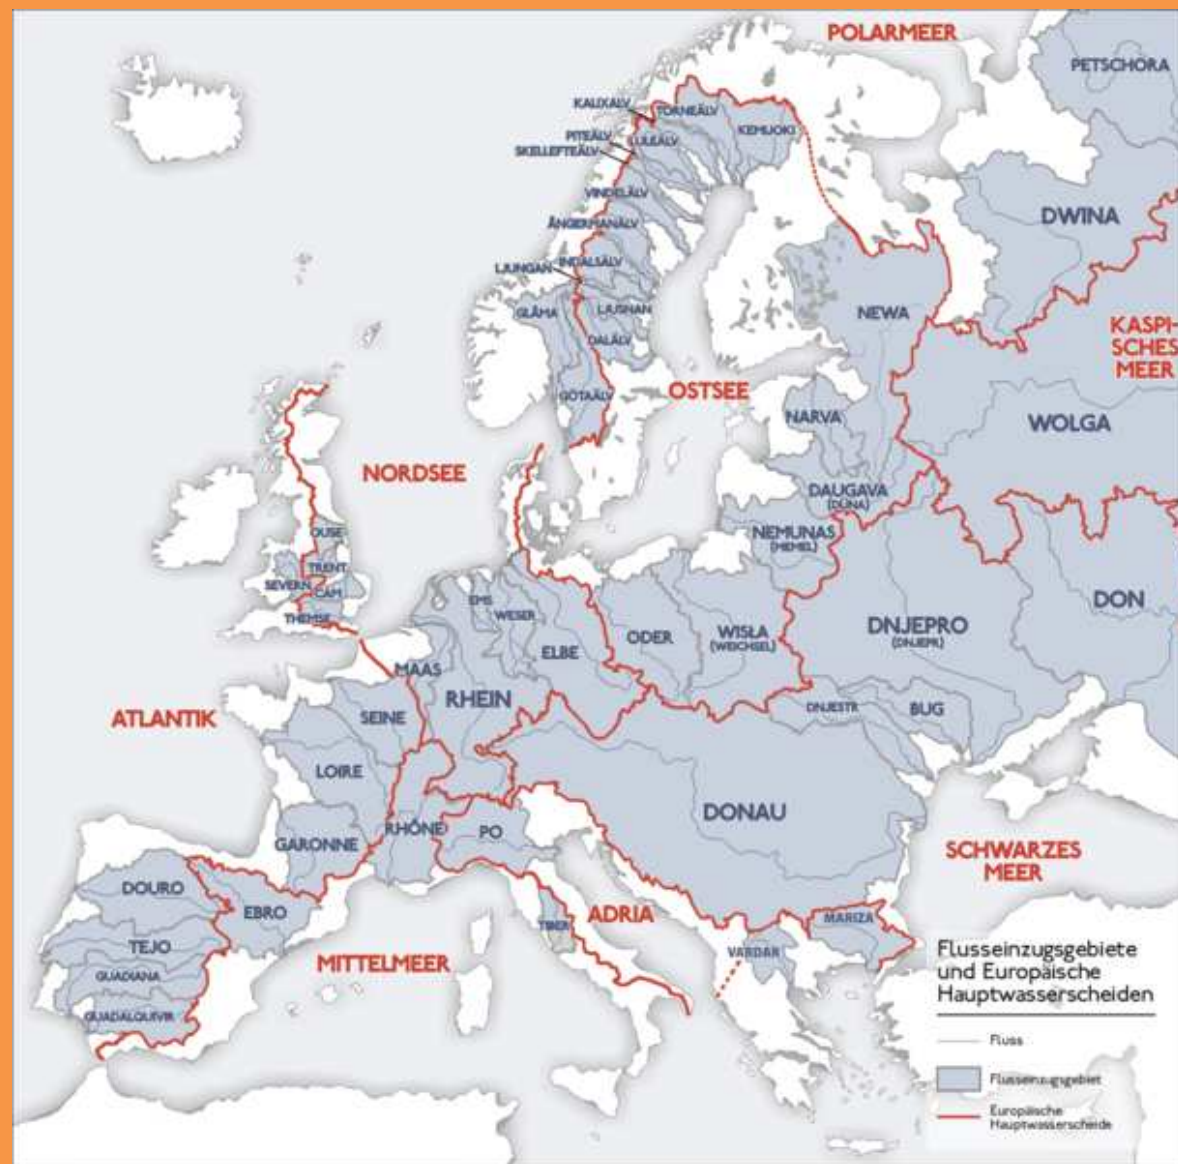 POLARMEER
PETSCHORA
KALIXÄLV
TORNEÄLV
KEMIJOKI
PITEÄLV
LULEÄLV
SKELLEFTEÄLV
VINDELÄLV
DWINA
ÅNGERMANÄLV
INDALSÄLV
LJUNGAN
GLÅMA
LJUSNAN
NEWA
DALÄLV
KASPI-
SCHES
MEER
OSTSEE
GÖTAÄLV
NARVA
WOLGA
NORDSEE
DAUGAVA
(DÜNA)
OUSE
NEMUNAS
(MEMEL)
TRENT
SEVERN
CAM
THEMSE
EMS
WESER
DON
ODER
WISŁA
(WEICHSEL)
DNJEPRO
(DNJEPR)
ELBE
MAAS
RHEIN
ATLANTIK
SEINE
DNJESTR
BUG
LOIRE
DONAU
GARONNE
RHÔNE
PO
SCHWARZES
MEER
DOURO
EBRO
TIBER
ADRIA
MARIZA
TEJO
VARDAR
MITTELMEER
GUADIANA
GUADALQUIVIR
Flusseinzugsgebiete
und Europäische
Hauptwasserscheiden
Fluss
Flusseinzugsgebiet
Europäische
Hauptwasserscheide